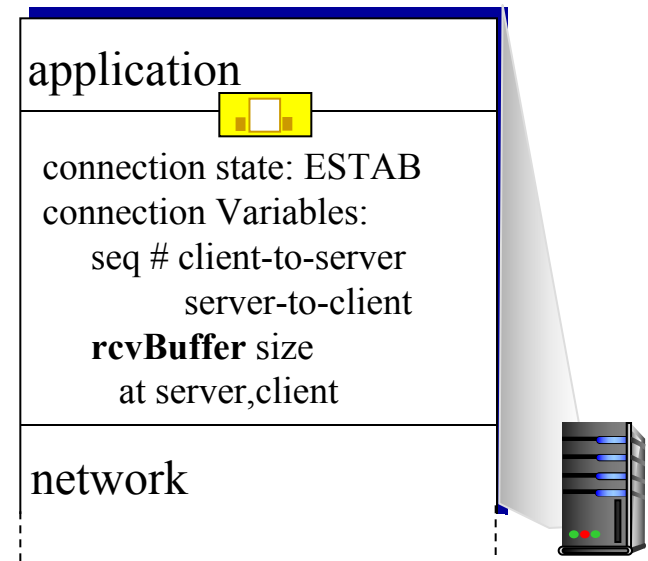 application
connection state: ESTAB
connection Variables:
seq # client-to-server
server-to-client
rcvBuffer size
at server,client
network